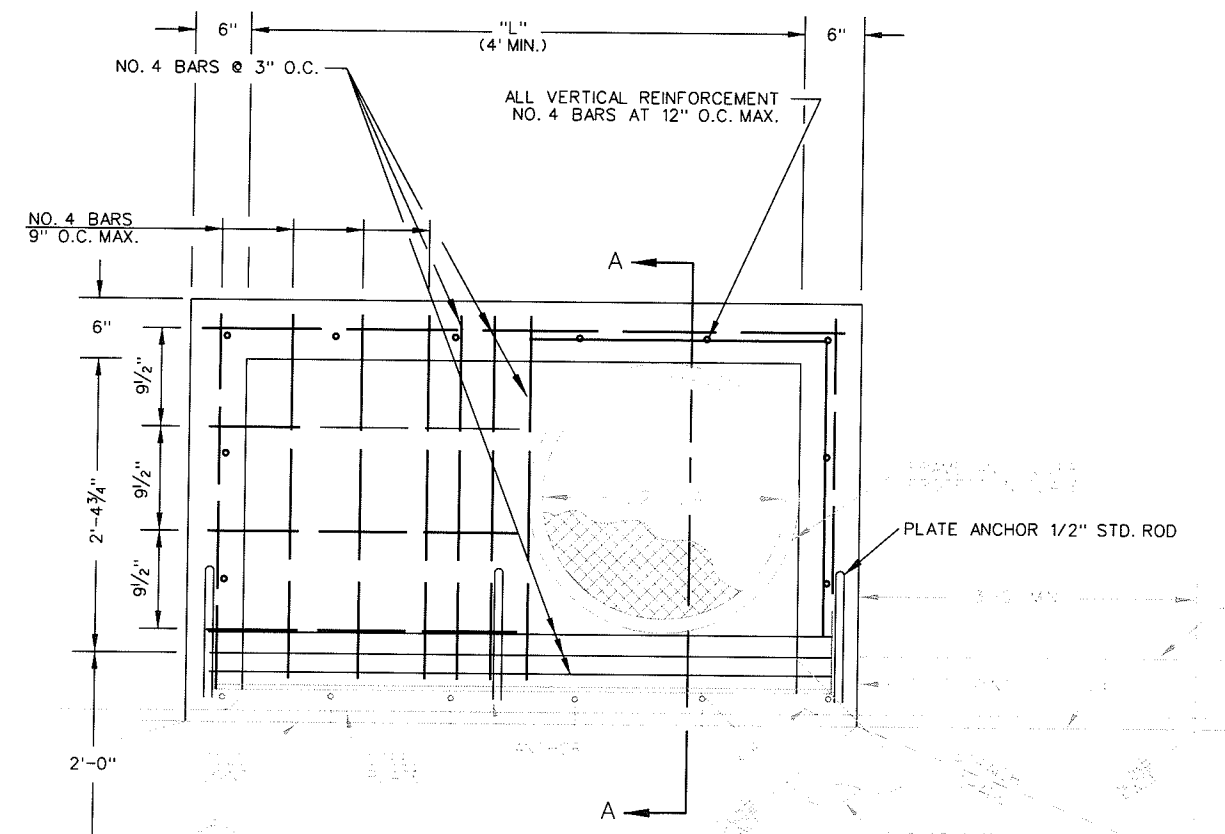 6"
"L"
(4' MIN.)
6"
NO. 4 BARS @ 3" O.C.
ALL VERTICAL REINFORCEMENT
NO. 4 BARS AT 12" O.C. MAX.
NO. 4 BARS
9" O.C. MAX.
A
6"
9½"
9½"
2'-4¾"
9½"
PLATE ANCHOR 1/2" STD. ROD
ANCHOR
2'-0"
A